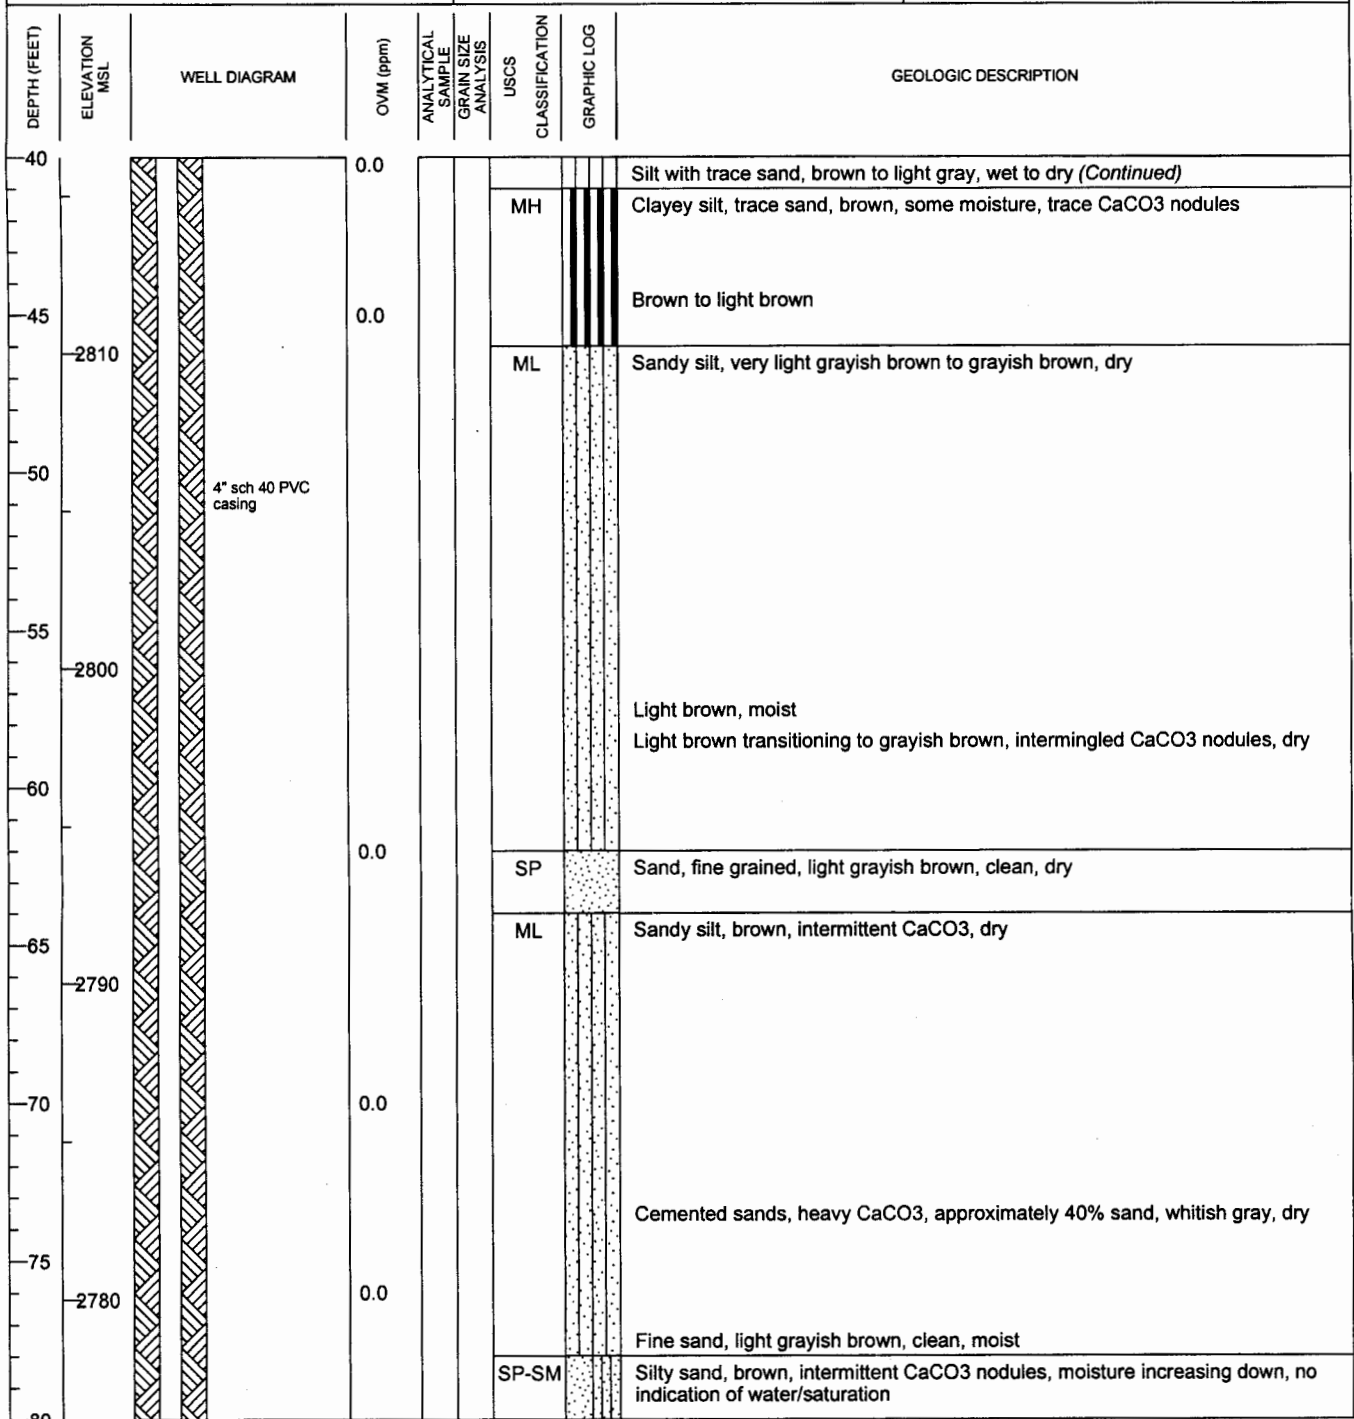 DEPTH (FEET)
ELEVATION
MSL
WELL DIAGRAM
OVM (ppm)
ANALYTICAL
SAMPLE
GRAIN SIZE
ANALYSIS
USCS
CLASSIFICATION
GRAPHIC LOG
GEOLOGIC DESCRIPTION
40
0.0
Silt with trace sand, brown to light gray, wet to dry (Continued)
MH
Clayey silt, trace sand, brown, some moisture, trace CaCO3 nodules
Brown to light brown
45
0.0
2810
ML
Sandy silt, very light grayish brown to grayish brown, dry
50
4" sch 40 PVC
casing
55
2800
Light brown, moist
Light brown transitioning to grayish brown, intermingled CaCO3 nodules, dry
60
0.0
SP
Sand, fine grained, light grayish brown, clean, dry
ML
Sandy silt, brown, intermittent CaCO3, dry
65
2790
70
0.0
Cemented sands, heavy CaCO3, approximately 40% sand, whitish gray, dry
75
0.0
2780
Fine sand, light grayish brown, clean, moist
SP-SM
Silty sand, brown, intermittent CaCO3 nodules, moisture increasing down, no
indication of water/saturation
80